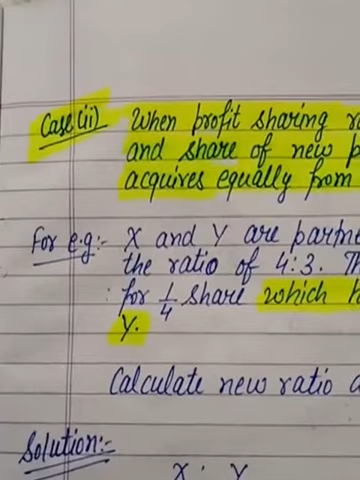 Case (ii) When profit sharing
and share of new
acquires equally from
For e.g:- X and Y are
the ratio of 4:3.
for 1/4 share which
Y.
Calculate new ratio
Solution:-
X : Y